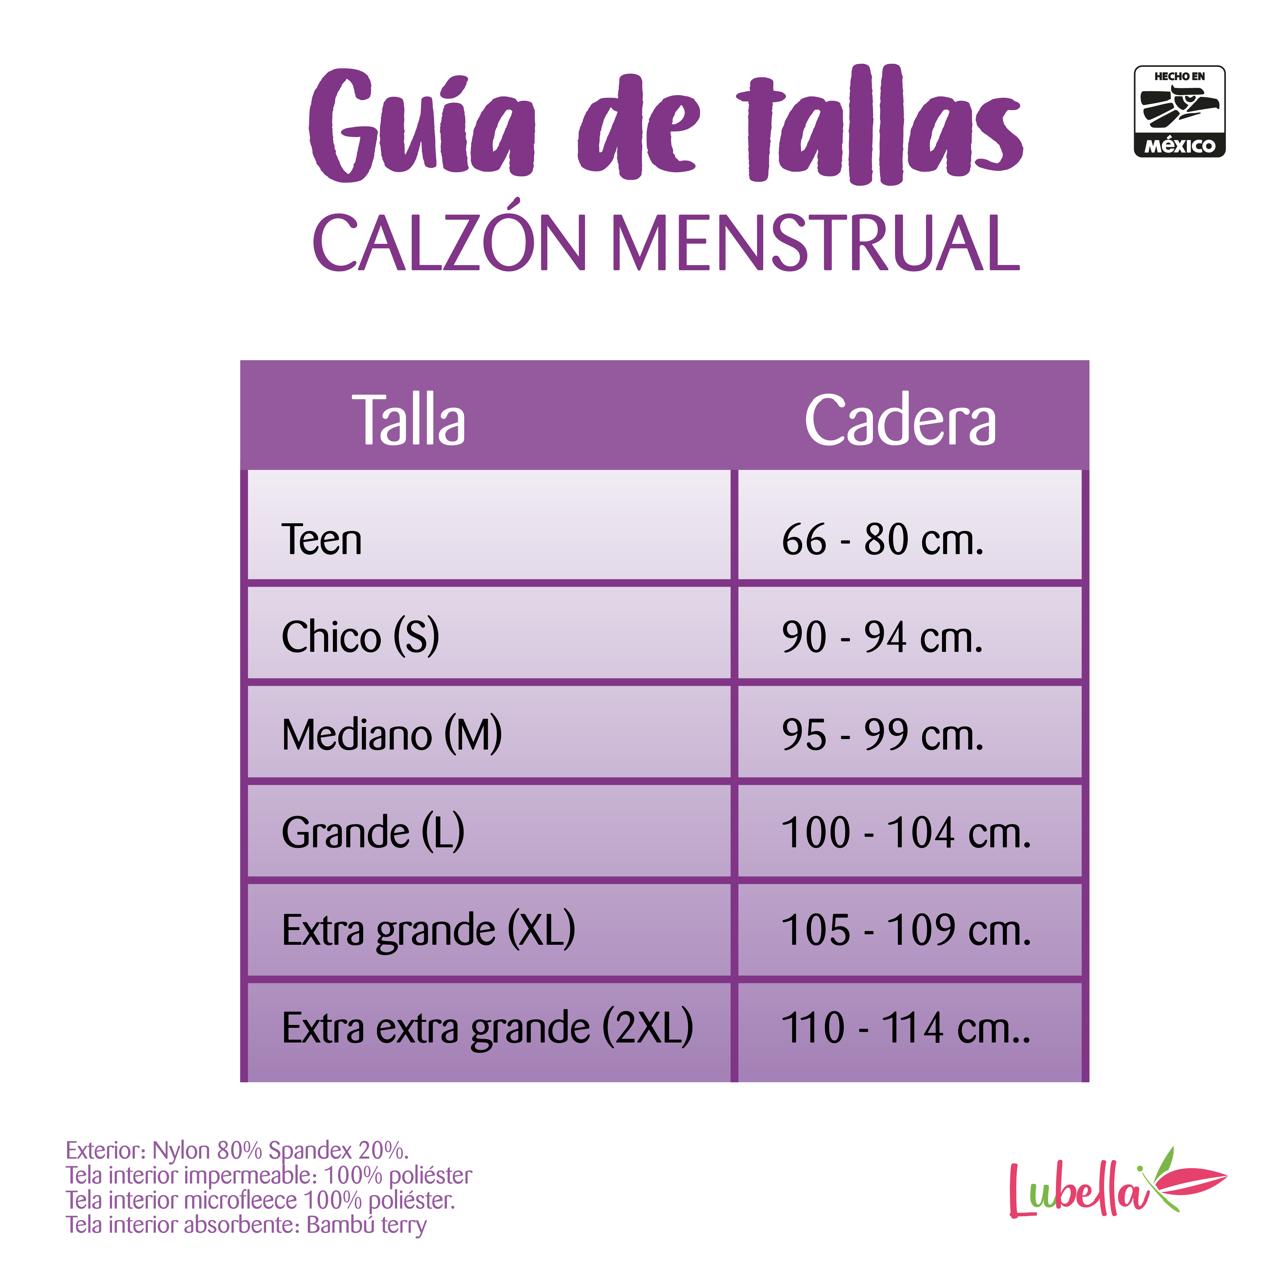 Guía de tallas
CALZÓN MENSTRUAL
HECHO EN
MÉXICO
Talla Cadera
Teen 66 - 80 cm.
Chico (S) 90 - 94 cm.
Mediano (M) 95 - 99 cm.
Grande (L) 100 - 104 cm.
Extra grande (XL) 105 - 109 cm.
Extra extra grande (2XL) 110 - 114 cm..
Exterior: Nylon 80% Spandex 20%.
Tela interior impermeable: 100% poliéster
Tela interior microfleece 100% poliéster.
Tela interior absorbente: Bambú terry
Lubella